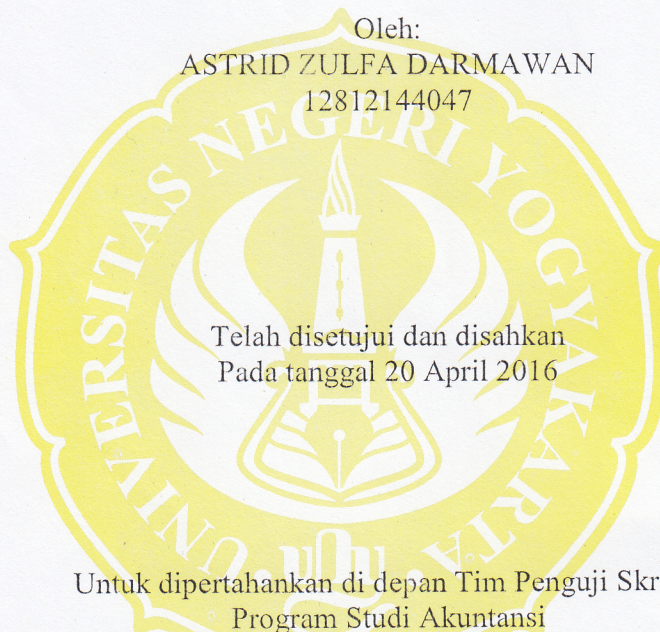 Oleh:
ASTRID ZULFA DARMAWAN
12812144047
UNIVERSITAS NEGERI YOGYAKARTA
Telah disetujui dan disahkan
Pada tanggal 20 April 2016
Untuk dipertahankan di depan Tim Penguji Skr
Program Studi Akuntansi